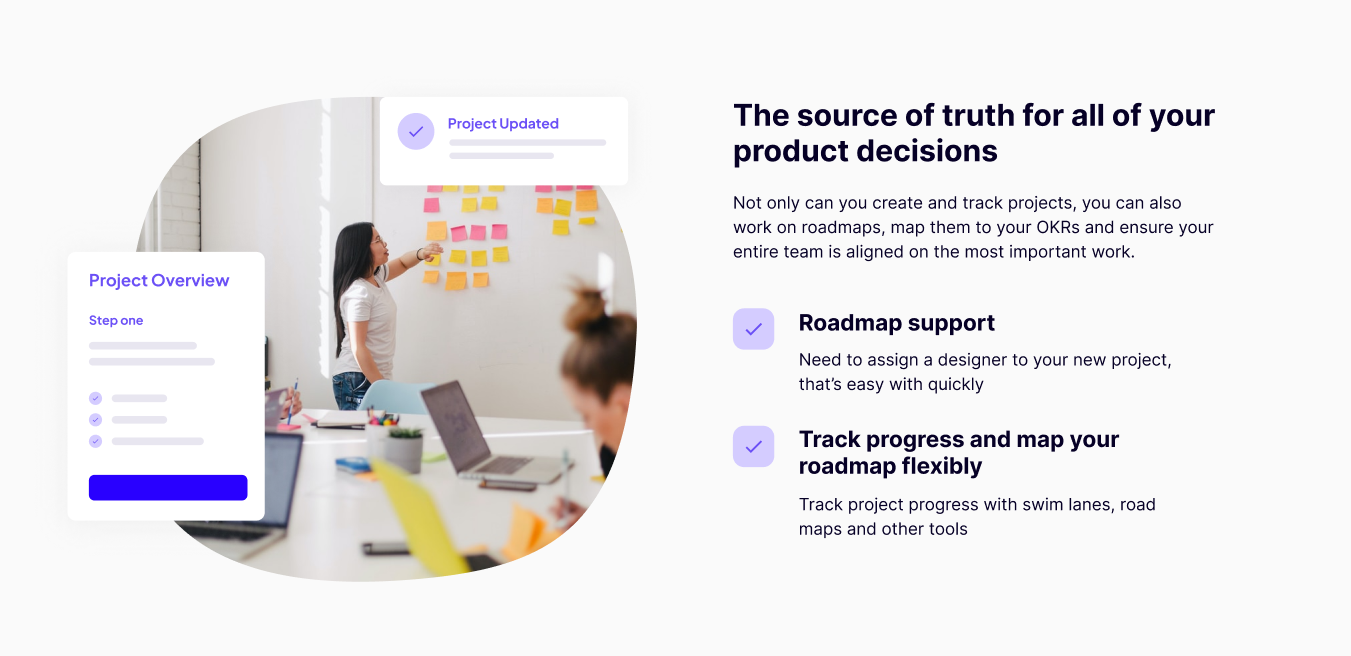 Project Updated
Project Overview
Step one
The source of truth for all of your
product decisions
Not only can you create and track projects, you can also
work on roadmaps, map them to your OKRs and ensure your
entire team is aligned on the most important work.
Roadmap support
Need to assign a designer to your new project,
that’s easy with quickly
Track progress and map your
roadmap flexibly
Track project progress with swim lanes, road
maps and other tools